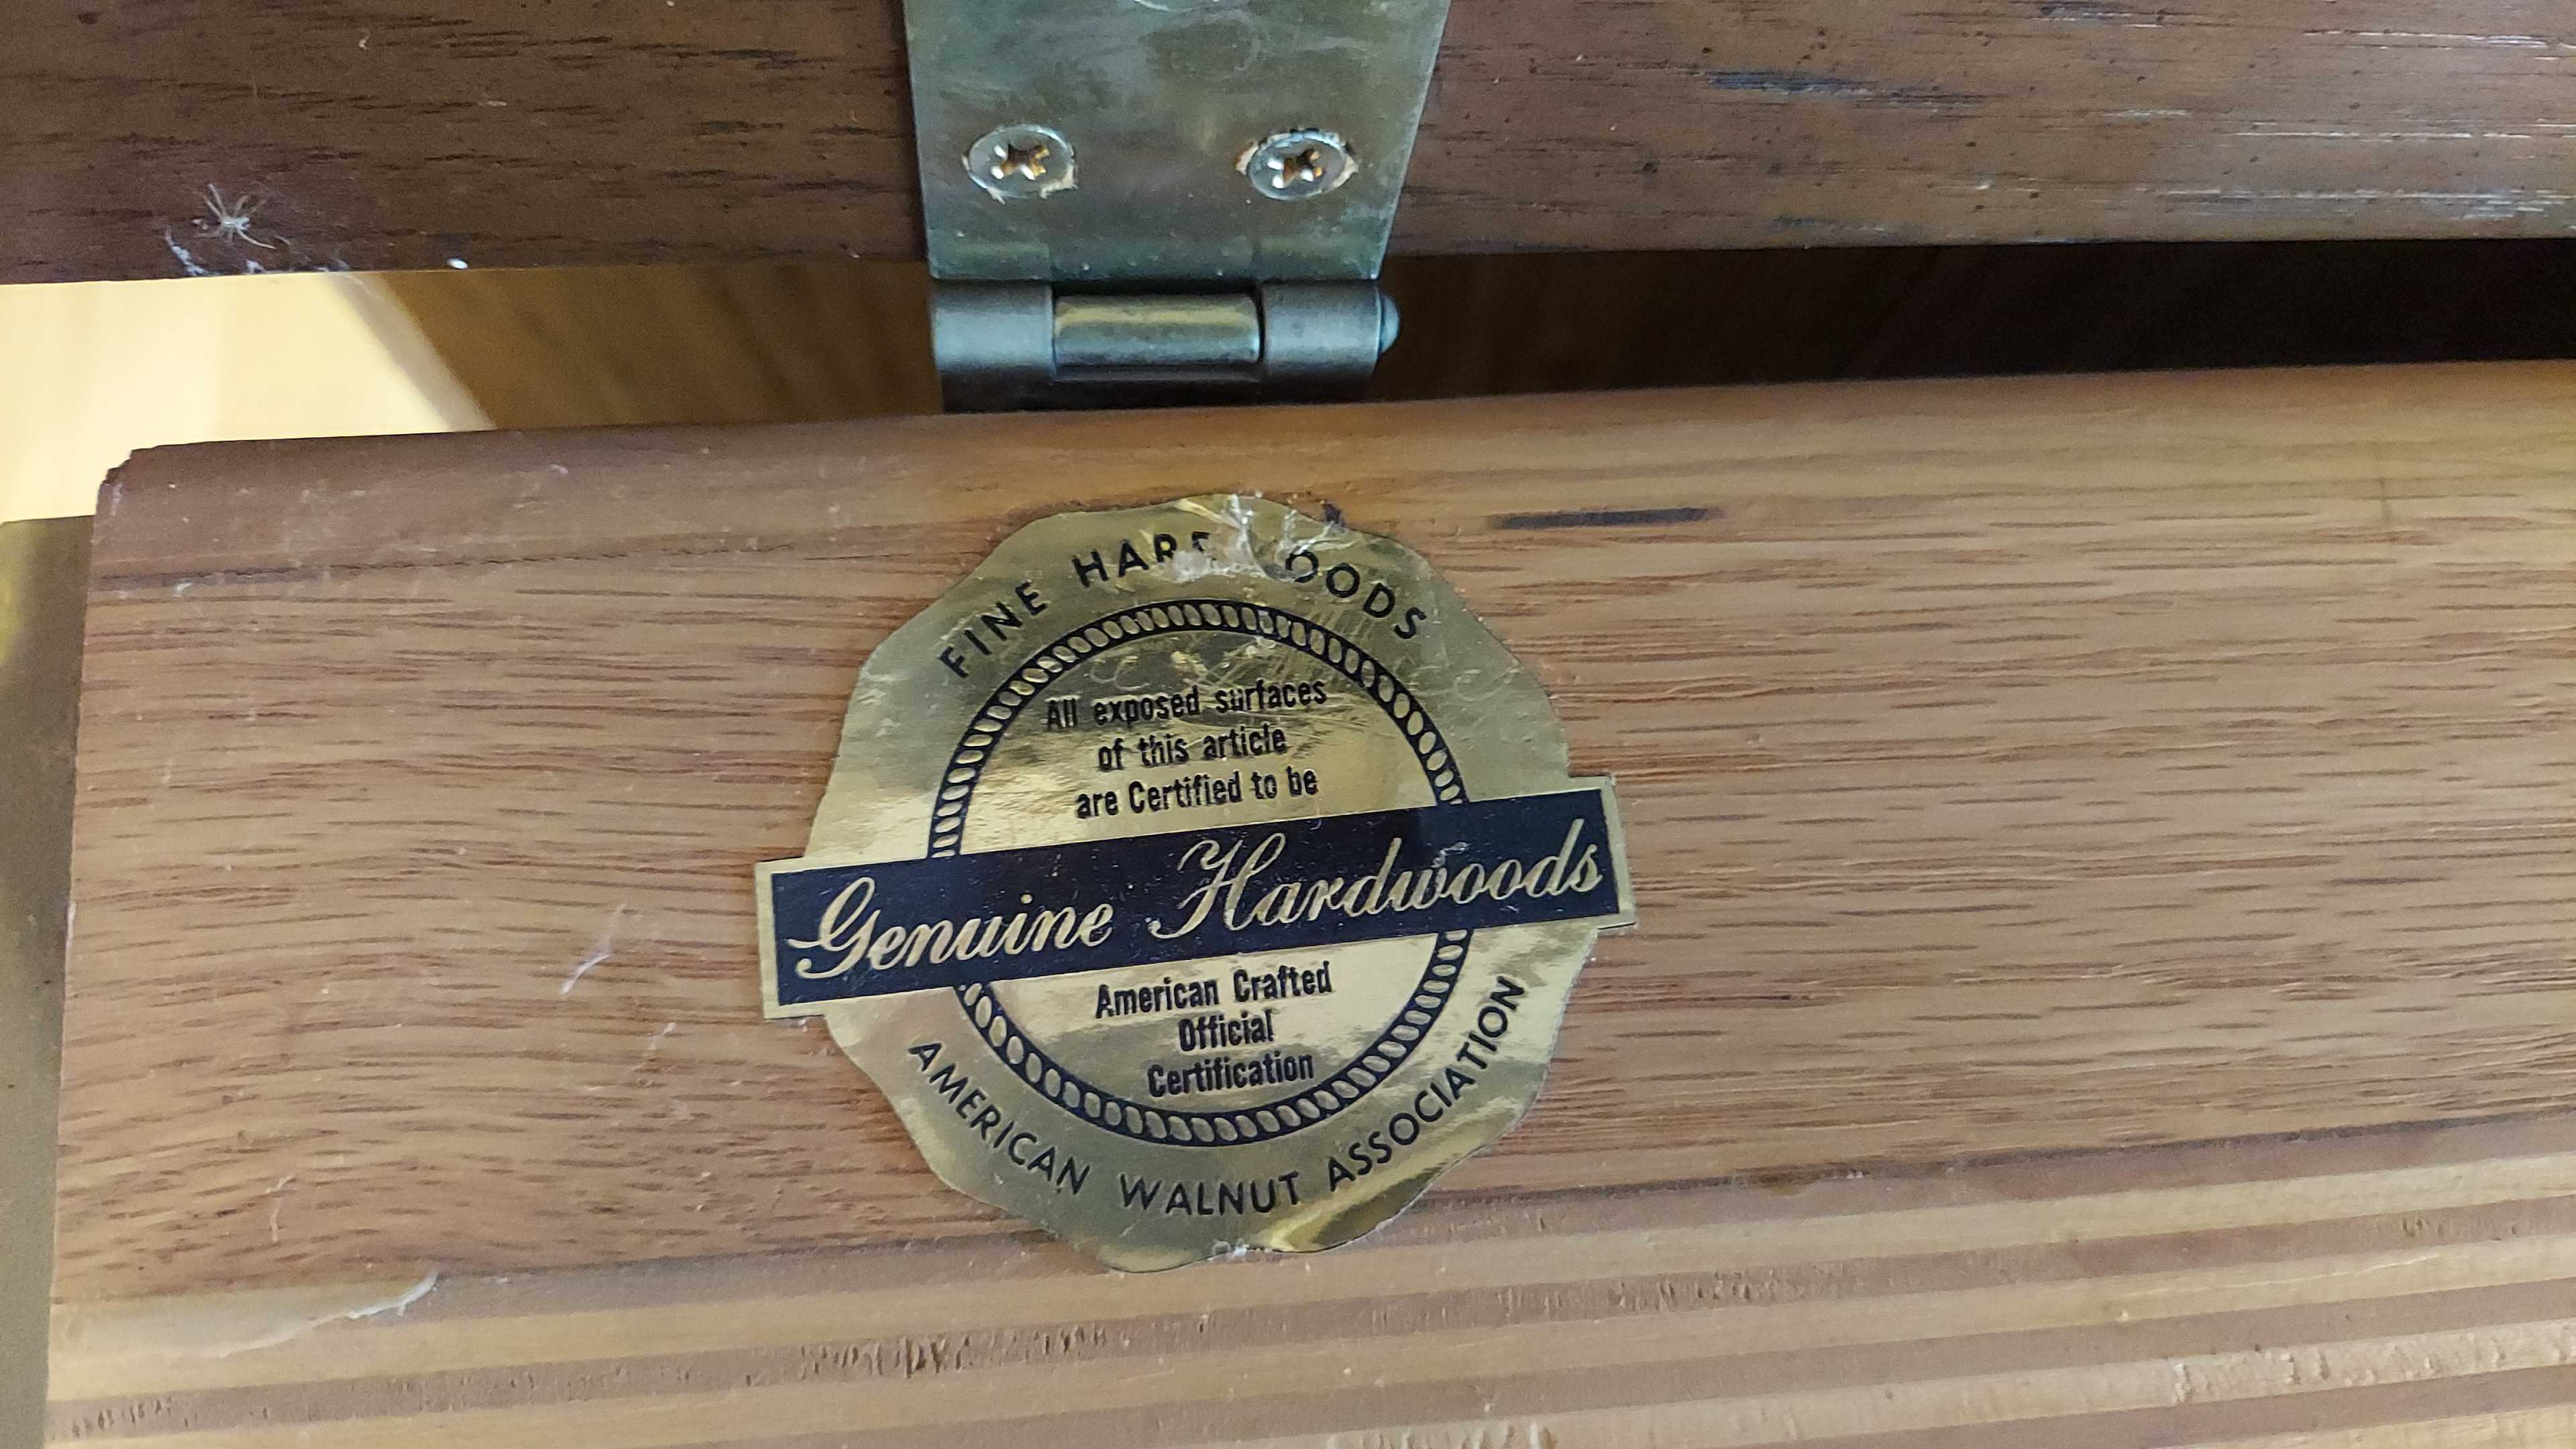 FINE HARDWOODS
All exposed surfaces
of this article
are Certified to be
Genuine Hardwoods
American Crafted
Official
Certification
AMERICAN WALNUT ASSOCIATION